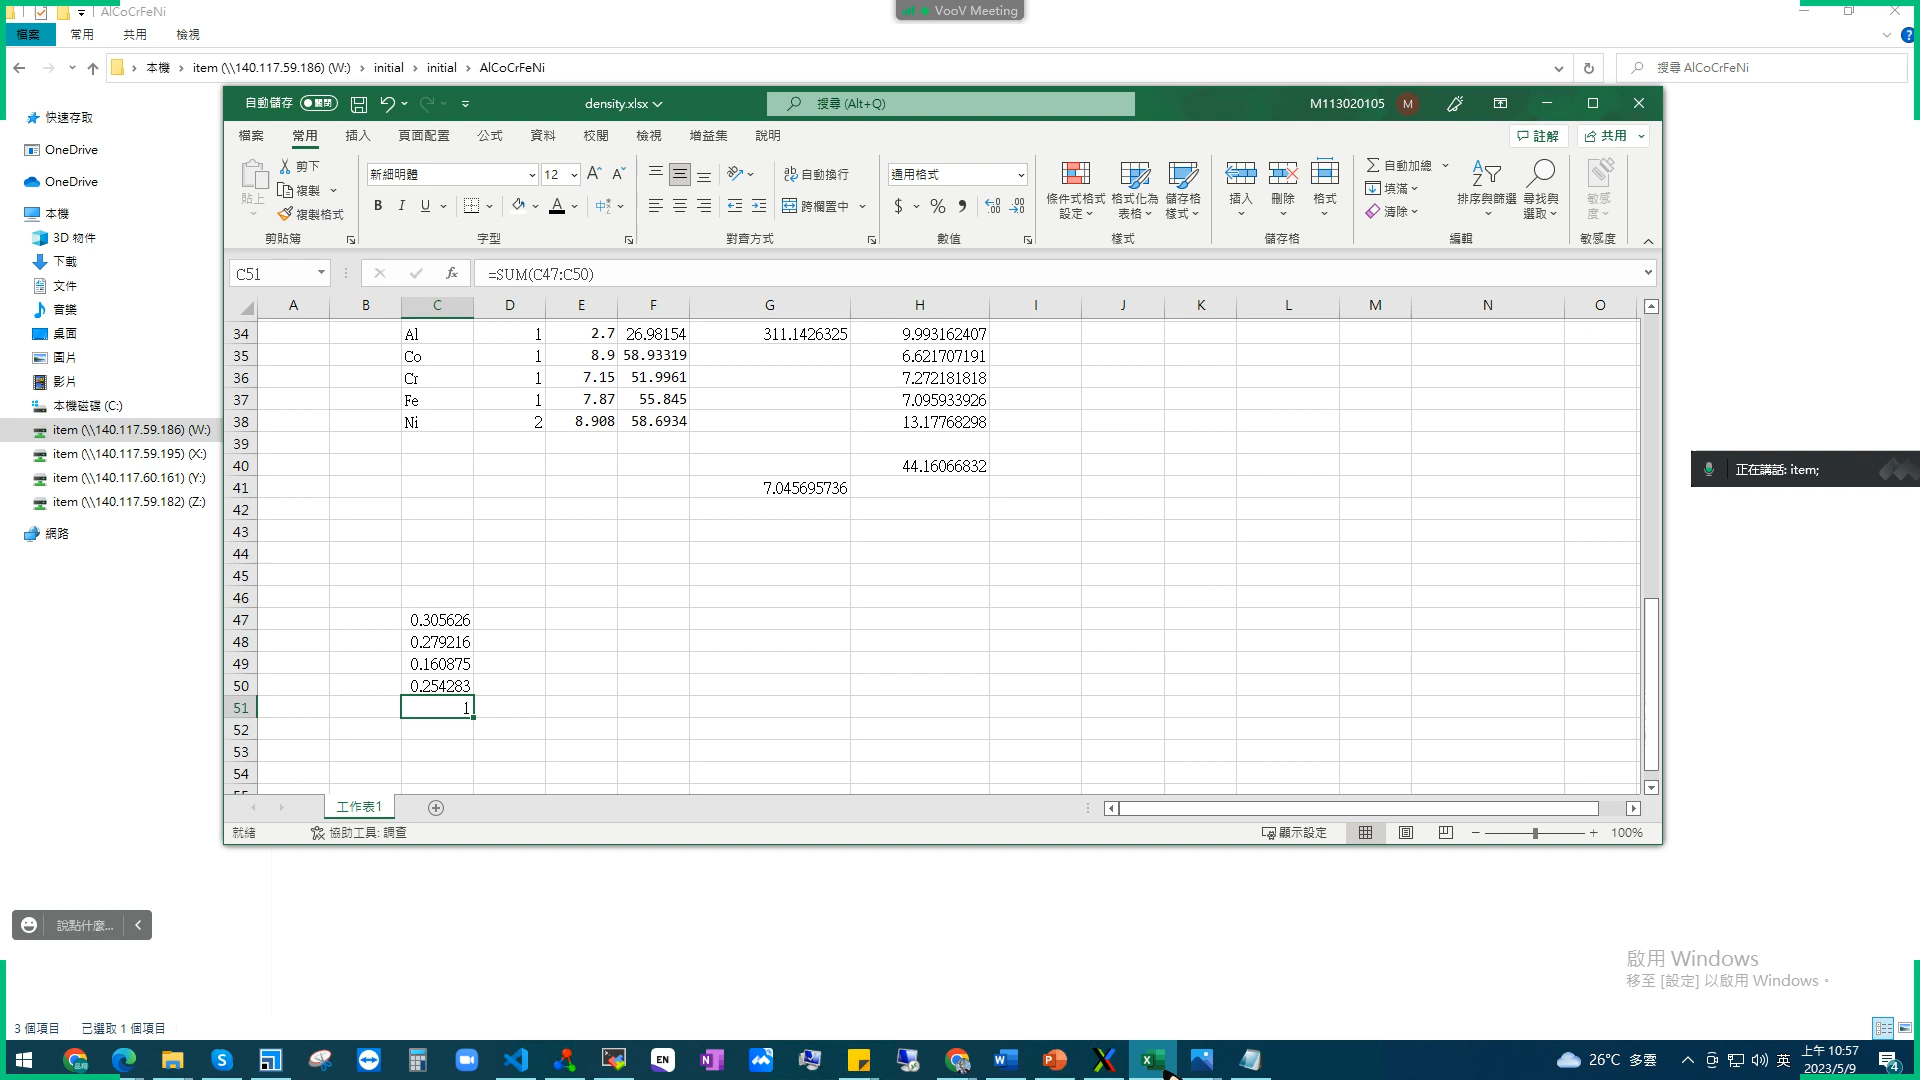 AlCoCrFeNi
VooV Meeting
檔案 常用 共用 檢視
本機 › item (\\140.117.59.186) (W:) › initial › initial › AlCoCrFeNi
搜尋 AlCoCrFeNi
快速存取
OneDrive
OneDrive
本機
3D 物件
下載
文件
音樂
桌面
圖片
影片
本機磁碟 (C:)
item (\\140.117.59.186) (W:)
item (\\140.117.59.195) (X:)
item (\\140.117.60.161) (Y:)
item (\\140.117.59.182) (Z:)
網路
自動儲存 關閉 density.xlsx 搜尋 (Alt+Q) M113020105 M
檔案 常用 插入 頁面配置 公式 資料 校閱 檢視 增益集 說明 註解 共用
貼上 剪下 複製 複製格式 剪貼簿
新細明體 12 B I U A 字型
自動換行 跨欄置中 對齊方式
通用格式 $ % 數值
條件式格式設定 格式化為表格 儲存格樣式 樣式
插入 刪除 格式 儲存格
自動加總 填滿 清除 排序與篩選 尋找與選取 編輯
敏感度 敏感度
C51 fx =SUM(C47:C50)
A B C D E F G H I J K L M N O
34 Al 1 2.7 26.98154 311.1426325 9.993162407
35 Co 1 8.9 58.93319 6.621707191
36 Cr 1 7.15 51.9961 7.272181818
37 Fe 1 7.87 55.845 7.095933926
38 Ni 2 8.908 58.6934 13.17768298
39
40 44.16066832
41 7.045695736
42
43
44
45
46
47 0.305626
48 0.279216
49 0.160875
50 0.254283
51 1
52
53
54
55
工作表1
就緒 協助工具: 調查 顯示設定 100%
正在講話: item;
說點什麼...
啟用 Windows
移至 [設定] 以啟用 Windows。
3 個項目 已選取 1 個項目
EN
26°C 多雲 英 上午 10:57
2023/5/9 4